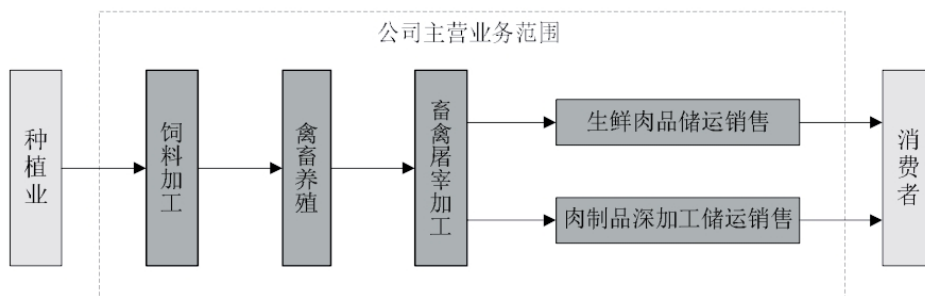 公司主营业务范围
种植业
饲料加工
禽畜养殖
畜禽屠宰加工
生鲜肉品储运销售
肉制品深加工储运销售
消费者